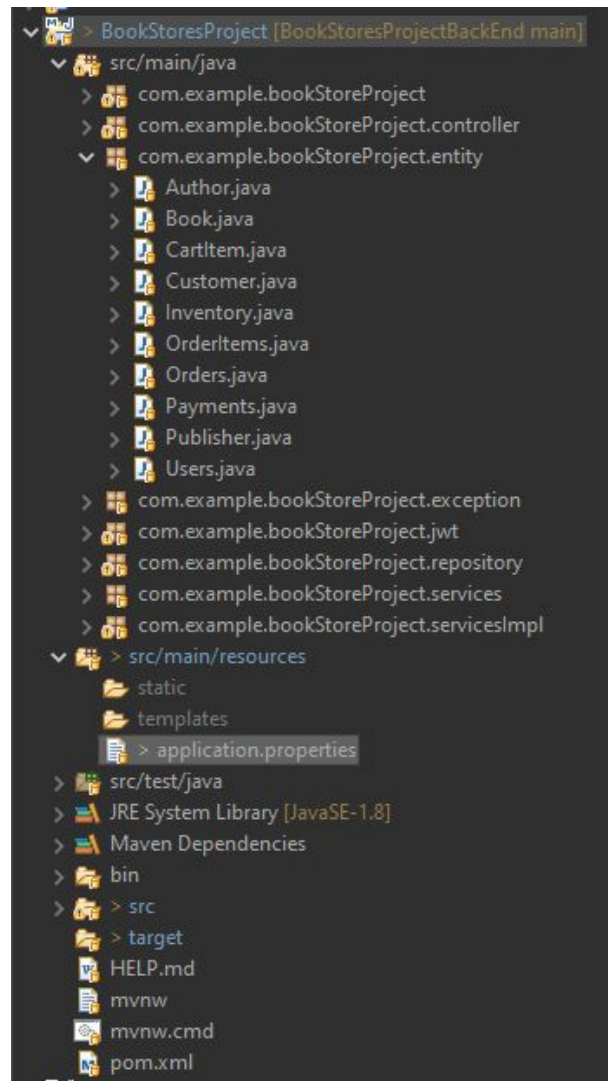 > BookStoresProject [BookStoresProjectBackEnd main]
src/main/java
com.example.bookStoreProject
com.example.bookStoreProject.controller
com.example.bookStoreProject.entity
Author.java
Book.java
CartItem.java
Customer.java
Inventory.java
OrderItems.java
Orders.java
Payments.java
Publisher.java
Users.java
com.example.bookStoreProject.exception
com.example.bookStoreProject.jwt
com.example.bookStoreProject.repository
com.example.bookStoreProject.services
com.example.bookStoreProject.servicesImpl
> src/main/resources
static
templates
> application.properties
src/test/java
JRE System Library [JavaSE-1.8]
Maven Dependencies
bin
> src
> target
HELP.md
mvnw
mvnw.cmd
pom.xml